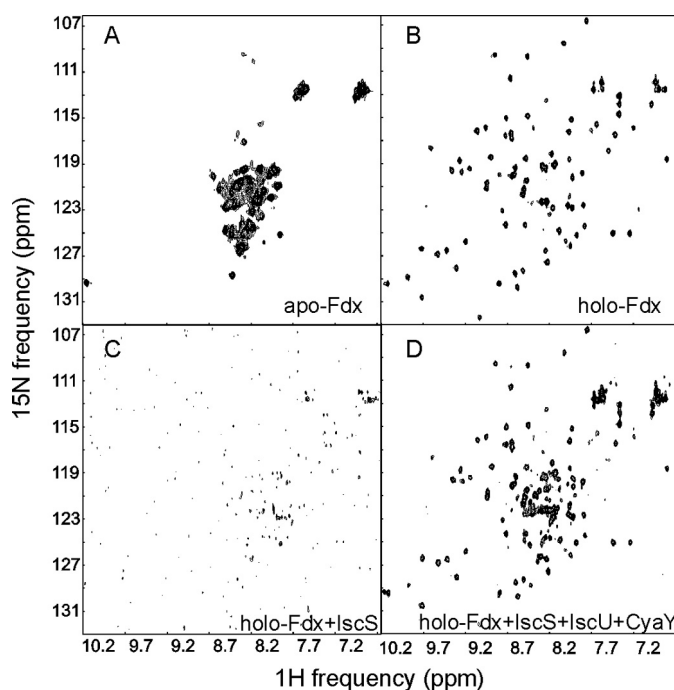 107
111
115
119
123
127
131
A
apo-Fdx
B
holo-Fdx
15N frequency (ppm)
107
111
115
119
123
127
131
C
holo-Fdx+IscS
D
holo-Fdx+IscS+IscU+CyaY
10.2 9.7 9.2 8.7 8.2 7.7 7.2
10.2 9.7 9.2 8.7 8.2 7.7 7.2
1H frequency (ppm)